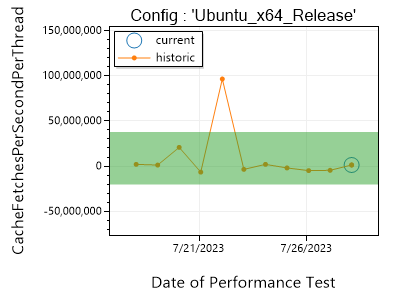 Config : 'Ubuntu_x64_Release'
CacheFetchesPerSecondPerThread
150,000,000
100,000,000
50,000,000
0
-50,000,000
current
historic
7/21/2023
7/26/2023
Date of Performance Test